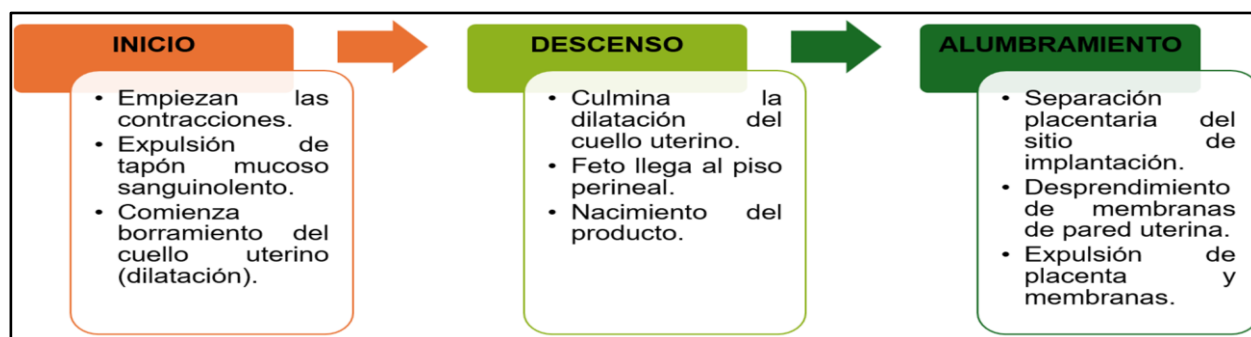 INICIO
• Empiezan las
contracciones.
• Expulsión de
tapón mucoso
sanguinolento.
• Comienza
borramiento del
cuello uterino
(dilatación).
DESCENSO
• Culmina la
dilatación del
cuello uterino.
• Feto llega al piso
perineal.
• Nacimiento del
producto.
ALUMBRAMIENTO
• Separación
placentaria del
sitio de
implantación.
• Desprendimiento
de membranas
de pared uterina.
• Expulsión de
placenta y
membranas.